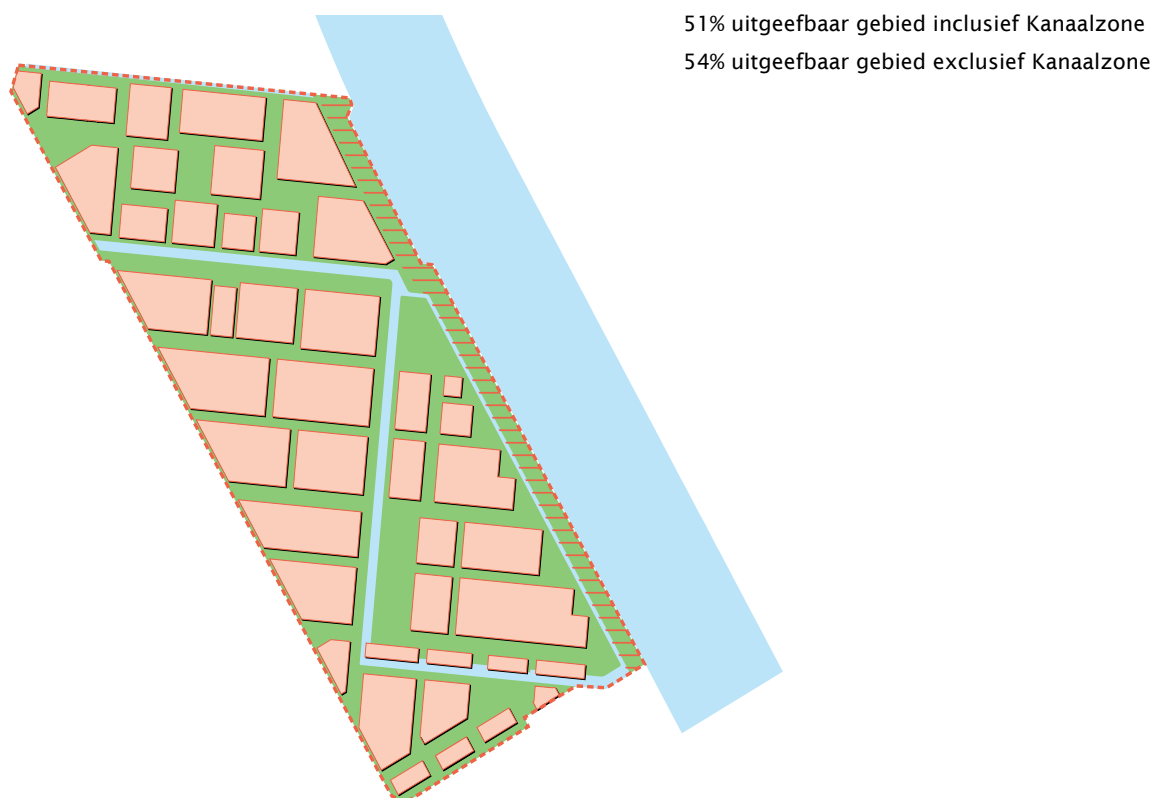 51% uitgeefbaar gebied inclusief Kanaalzone
54% uitgeefbaar gebied exclusief Kanaalzone